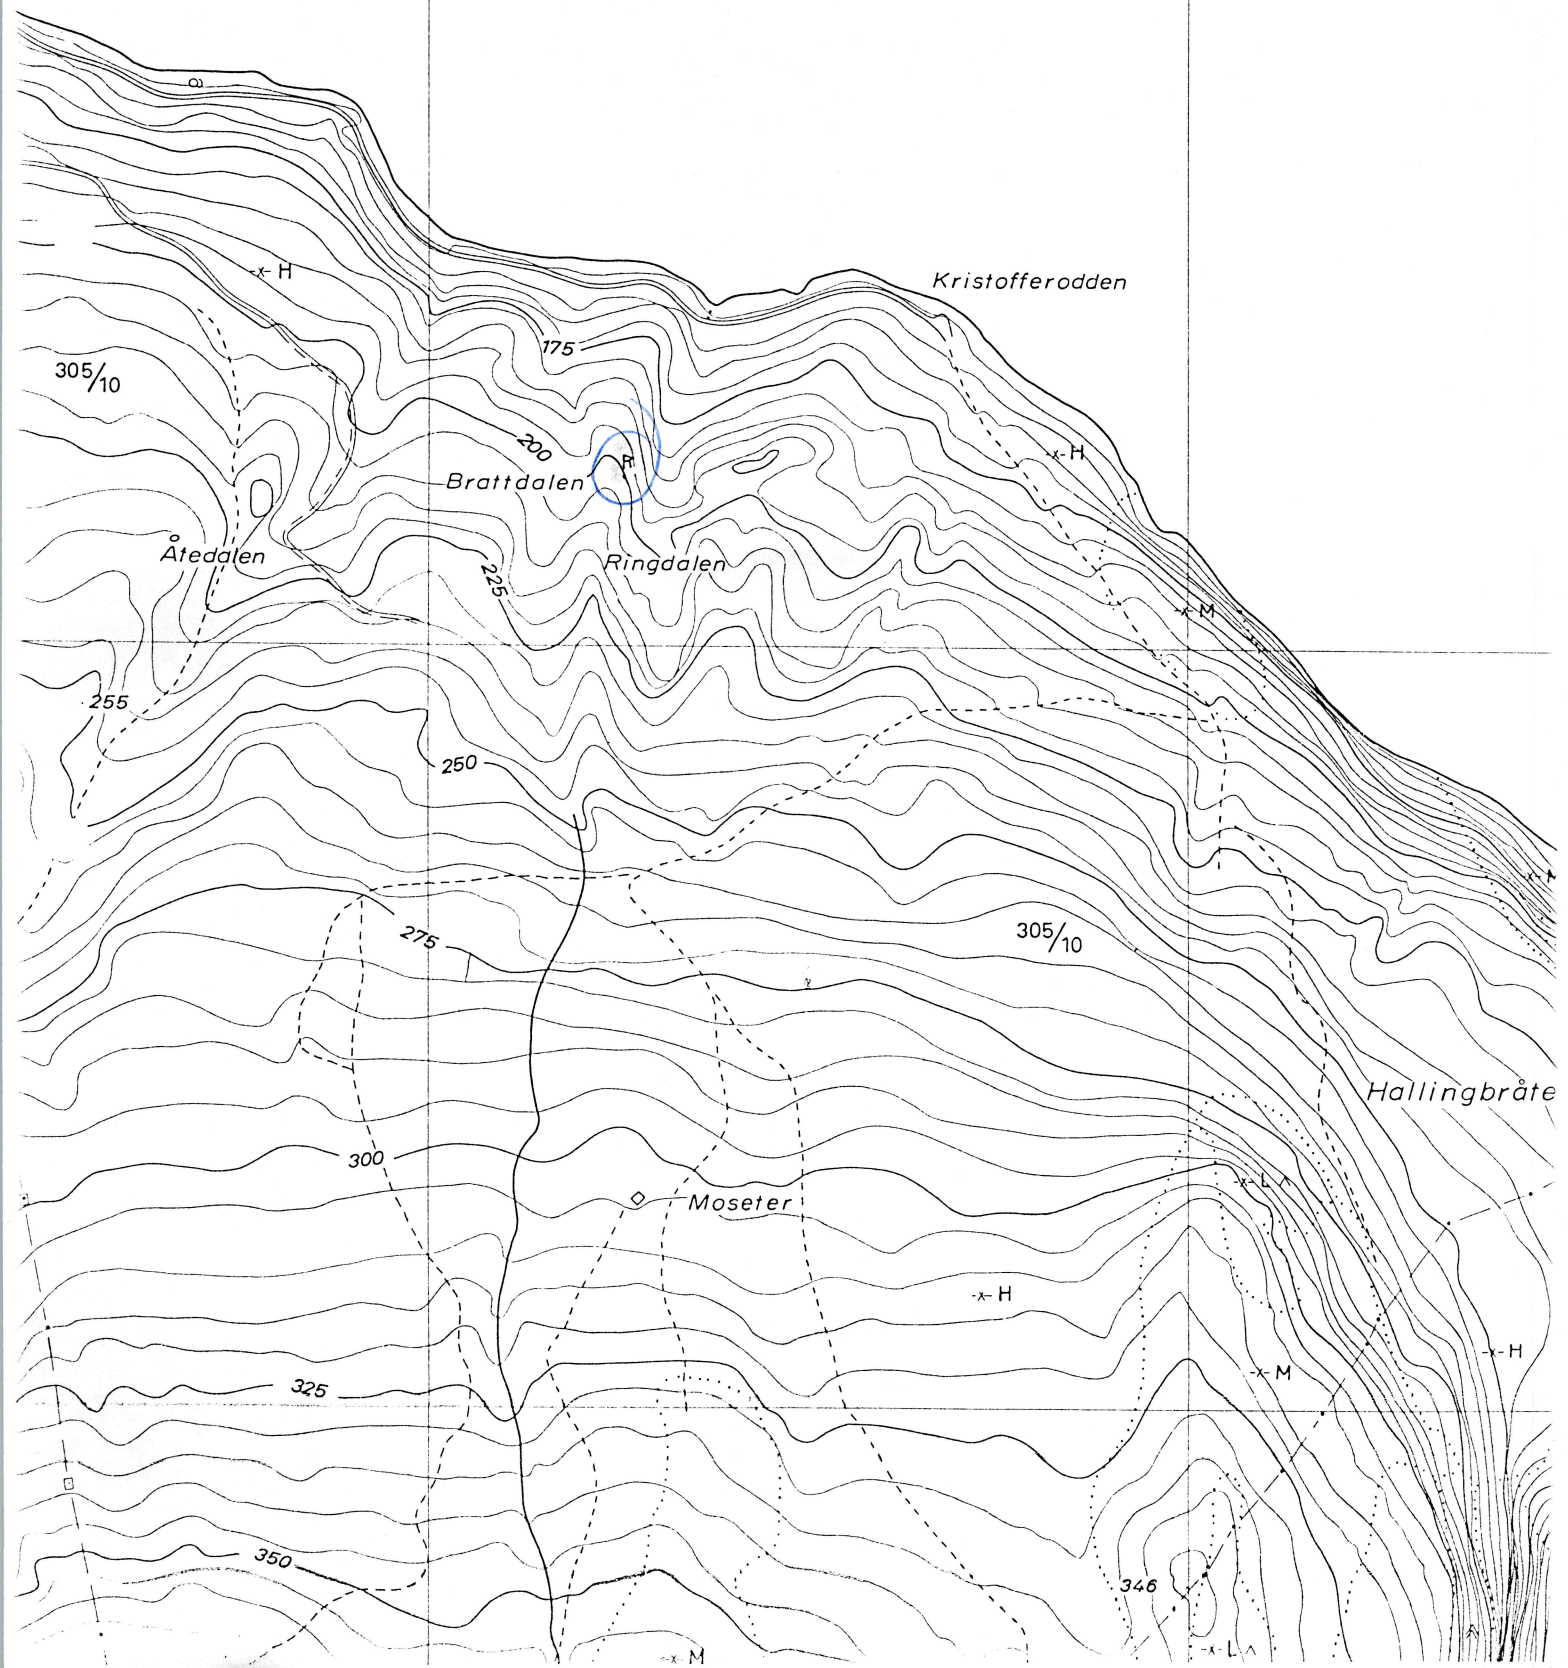 Kristofferodden
-x- H
175
305/10
200
-x- H
R
Brattdalen
Åtedalen
Ringdalen
225
-x- M
255
250
-x- M
275
305/10
Hallingbråte
300
-x- L ^
Moseter
-x- H
-x- H
-x- M
325
350
346
-x- L ^
-x- M